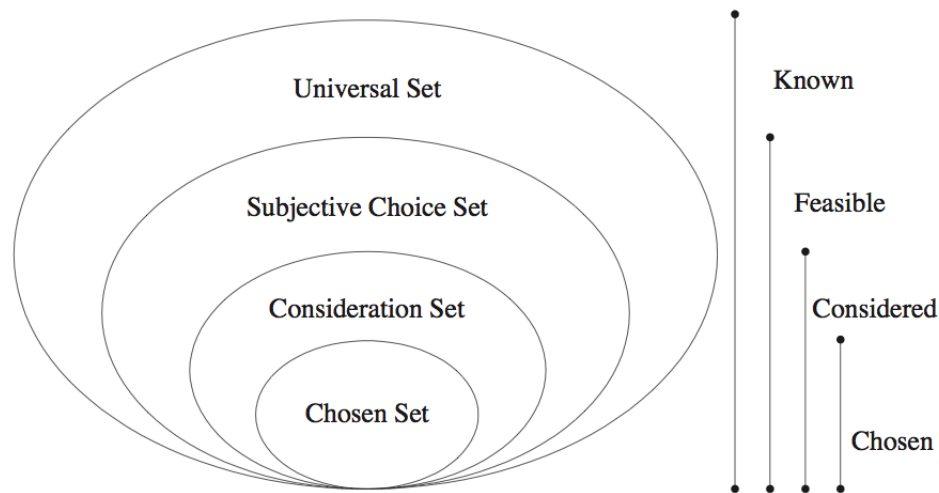 Universal Set
Known
Subjective Choice Set
Feasible
Consideration Set
Considered
Chosen Set
Chosen